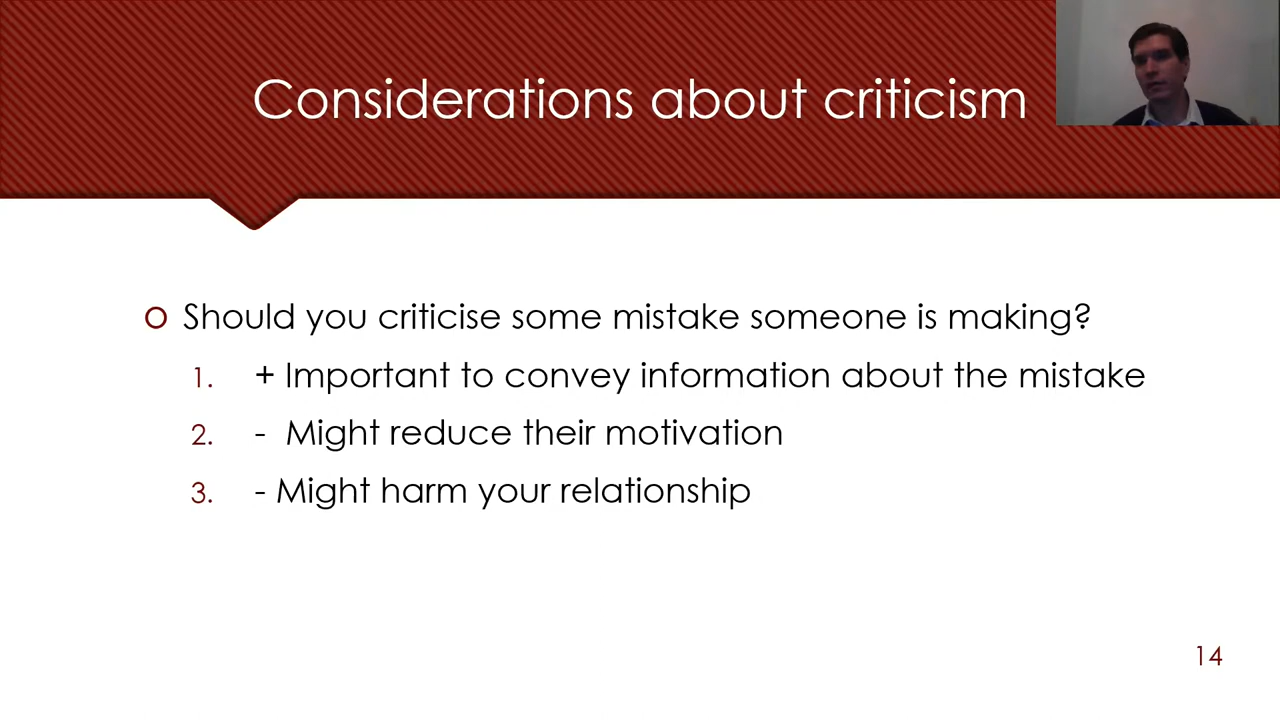 Considerations about criticism
Should you criticise some mistake someone is making?
1. + Important to convey information about the mistake
2. - Might reduce their motivation
3. - Might harm your relationship
14